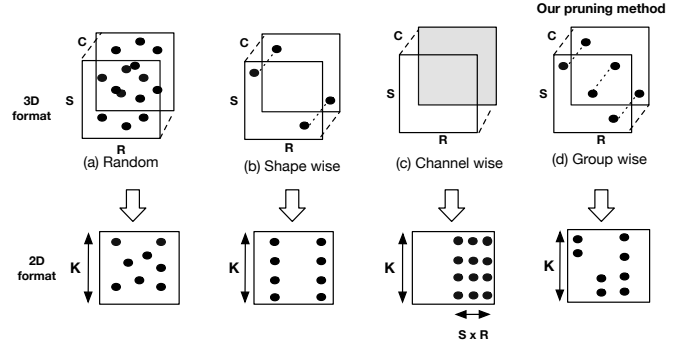 Our pruning method
C
C
C
C
3D
format
S
S
S
S
R
R
R
R
(a) Random
(b) Shape wise
(c) Channel wise
(d) Group wise
2D
format
K
K
K
K
S x R